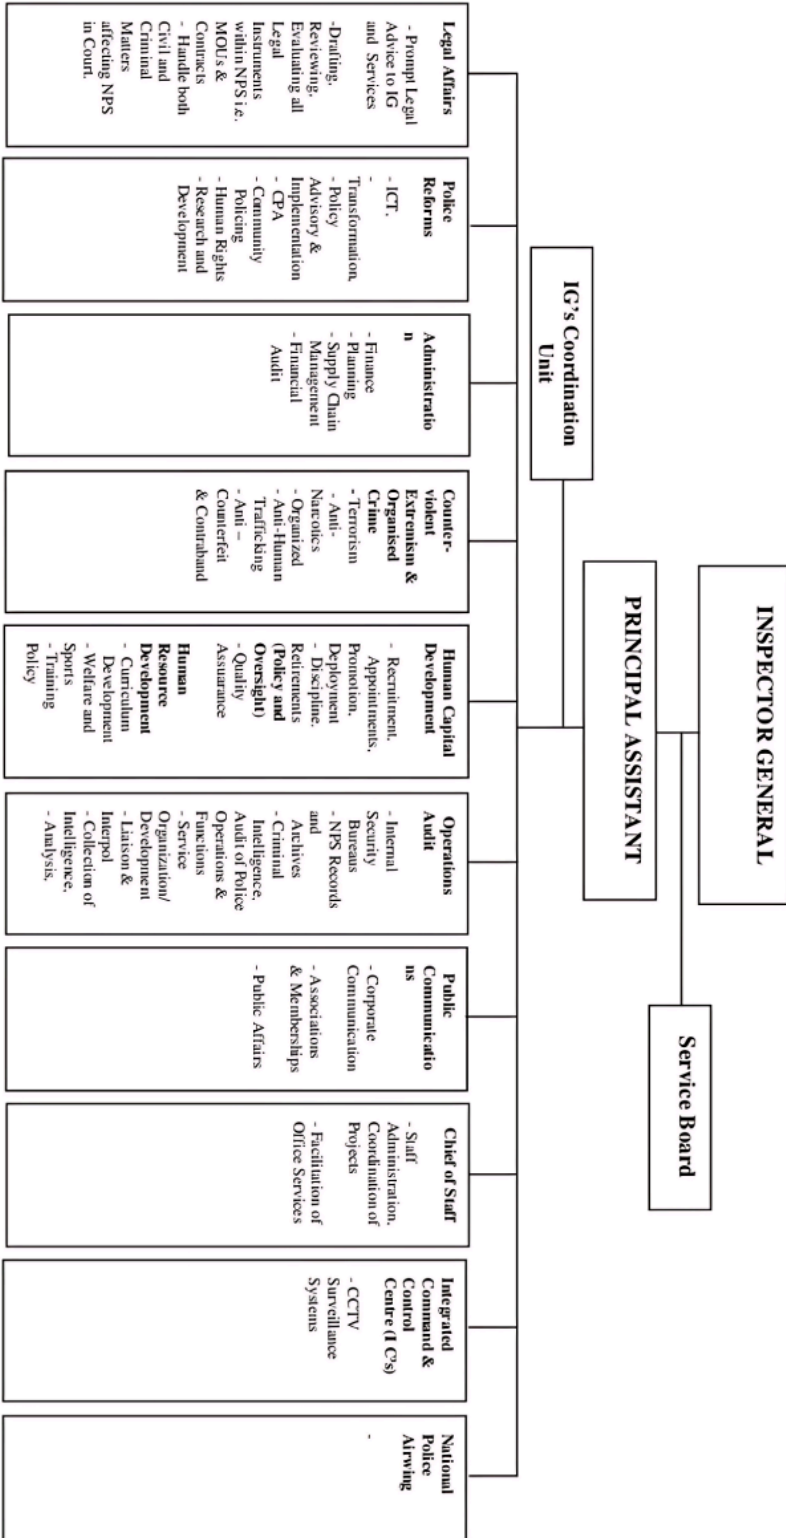 INSPECTOR GENERAL
Service Board
PRINCIPAL ASSISTANT
IG's Coordination
Unit
Legal Affairs
- Prompt Legal
Advice to IG
and Services
-Drafting,
Reviewing,
Evaluating all
Legal
Instruments
within NPS i.e.
MOUs &
Contracts
- Handle both
Civil and
Criminal
Matters
affecting NPS
in Court.
Police
Reforms
- ICT,
-
Transformation,
- Policy
Advisory &
Implementation
- CPA
- Community
Policing
- Human Rights
- Research and
Development
Administratio
n
- Finance
- Planning
- Supply Chain
Management
- Financial
Audit
Counter-
violent
Extremism &
Organised
Crime
- Terrorism
- Anti-
Narcotics
- Organized
- Anti-Human
Trafficking
- Anti –
Counterfeit
& Contraband
Human Capital
Development
- Recruitment,
Appointments,
Promotion,
Deployment
- Discipline,
Retirements
(Policy and
Oversight)
- Quality
Assuarance
Human
Resource
Development
- Curriculum
Development
- Welfare and
Sports
- Training
Policy
Operations
Audit
- Internal
Security
Bureaus
- NPS Records
and
Archives
- Criminal
Intelligence,
Audit of Police
Operations &
Functions
- Service
Organization/
Development
- Liaison &
Interpol
- Collection of
Intelligence,
- Analysis,
Public
Communicatio
ns
- Corporate
Communication
- Associations
& Memberships
- Public Affairs
Chief of Staff
- Staff
Administration,
Coordination of
Projects
- Facilitation of
Office Services
Integrated
Command &
Control
Centre (I C³s)
- CCTV
Surveillance
Systems
National
Police
Airwing
-